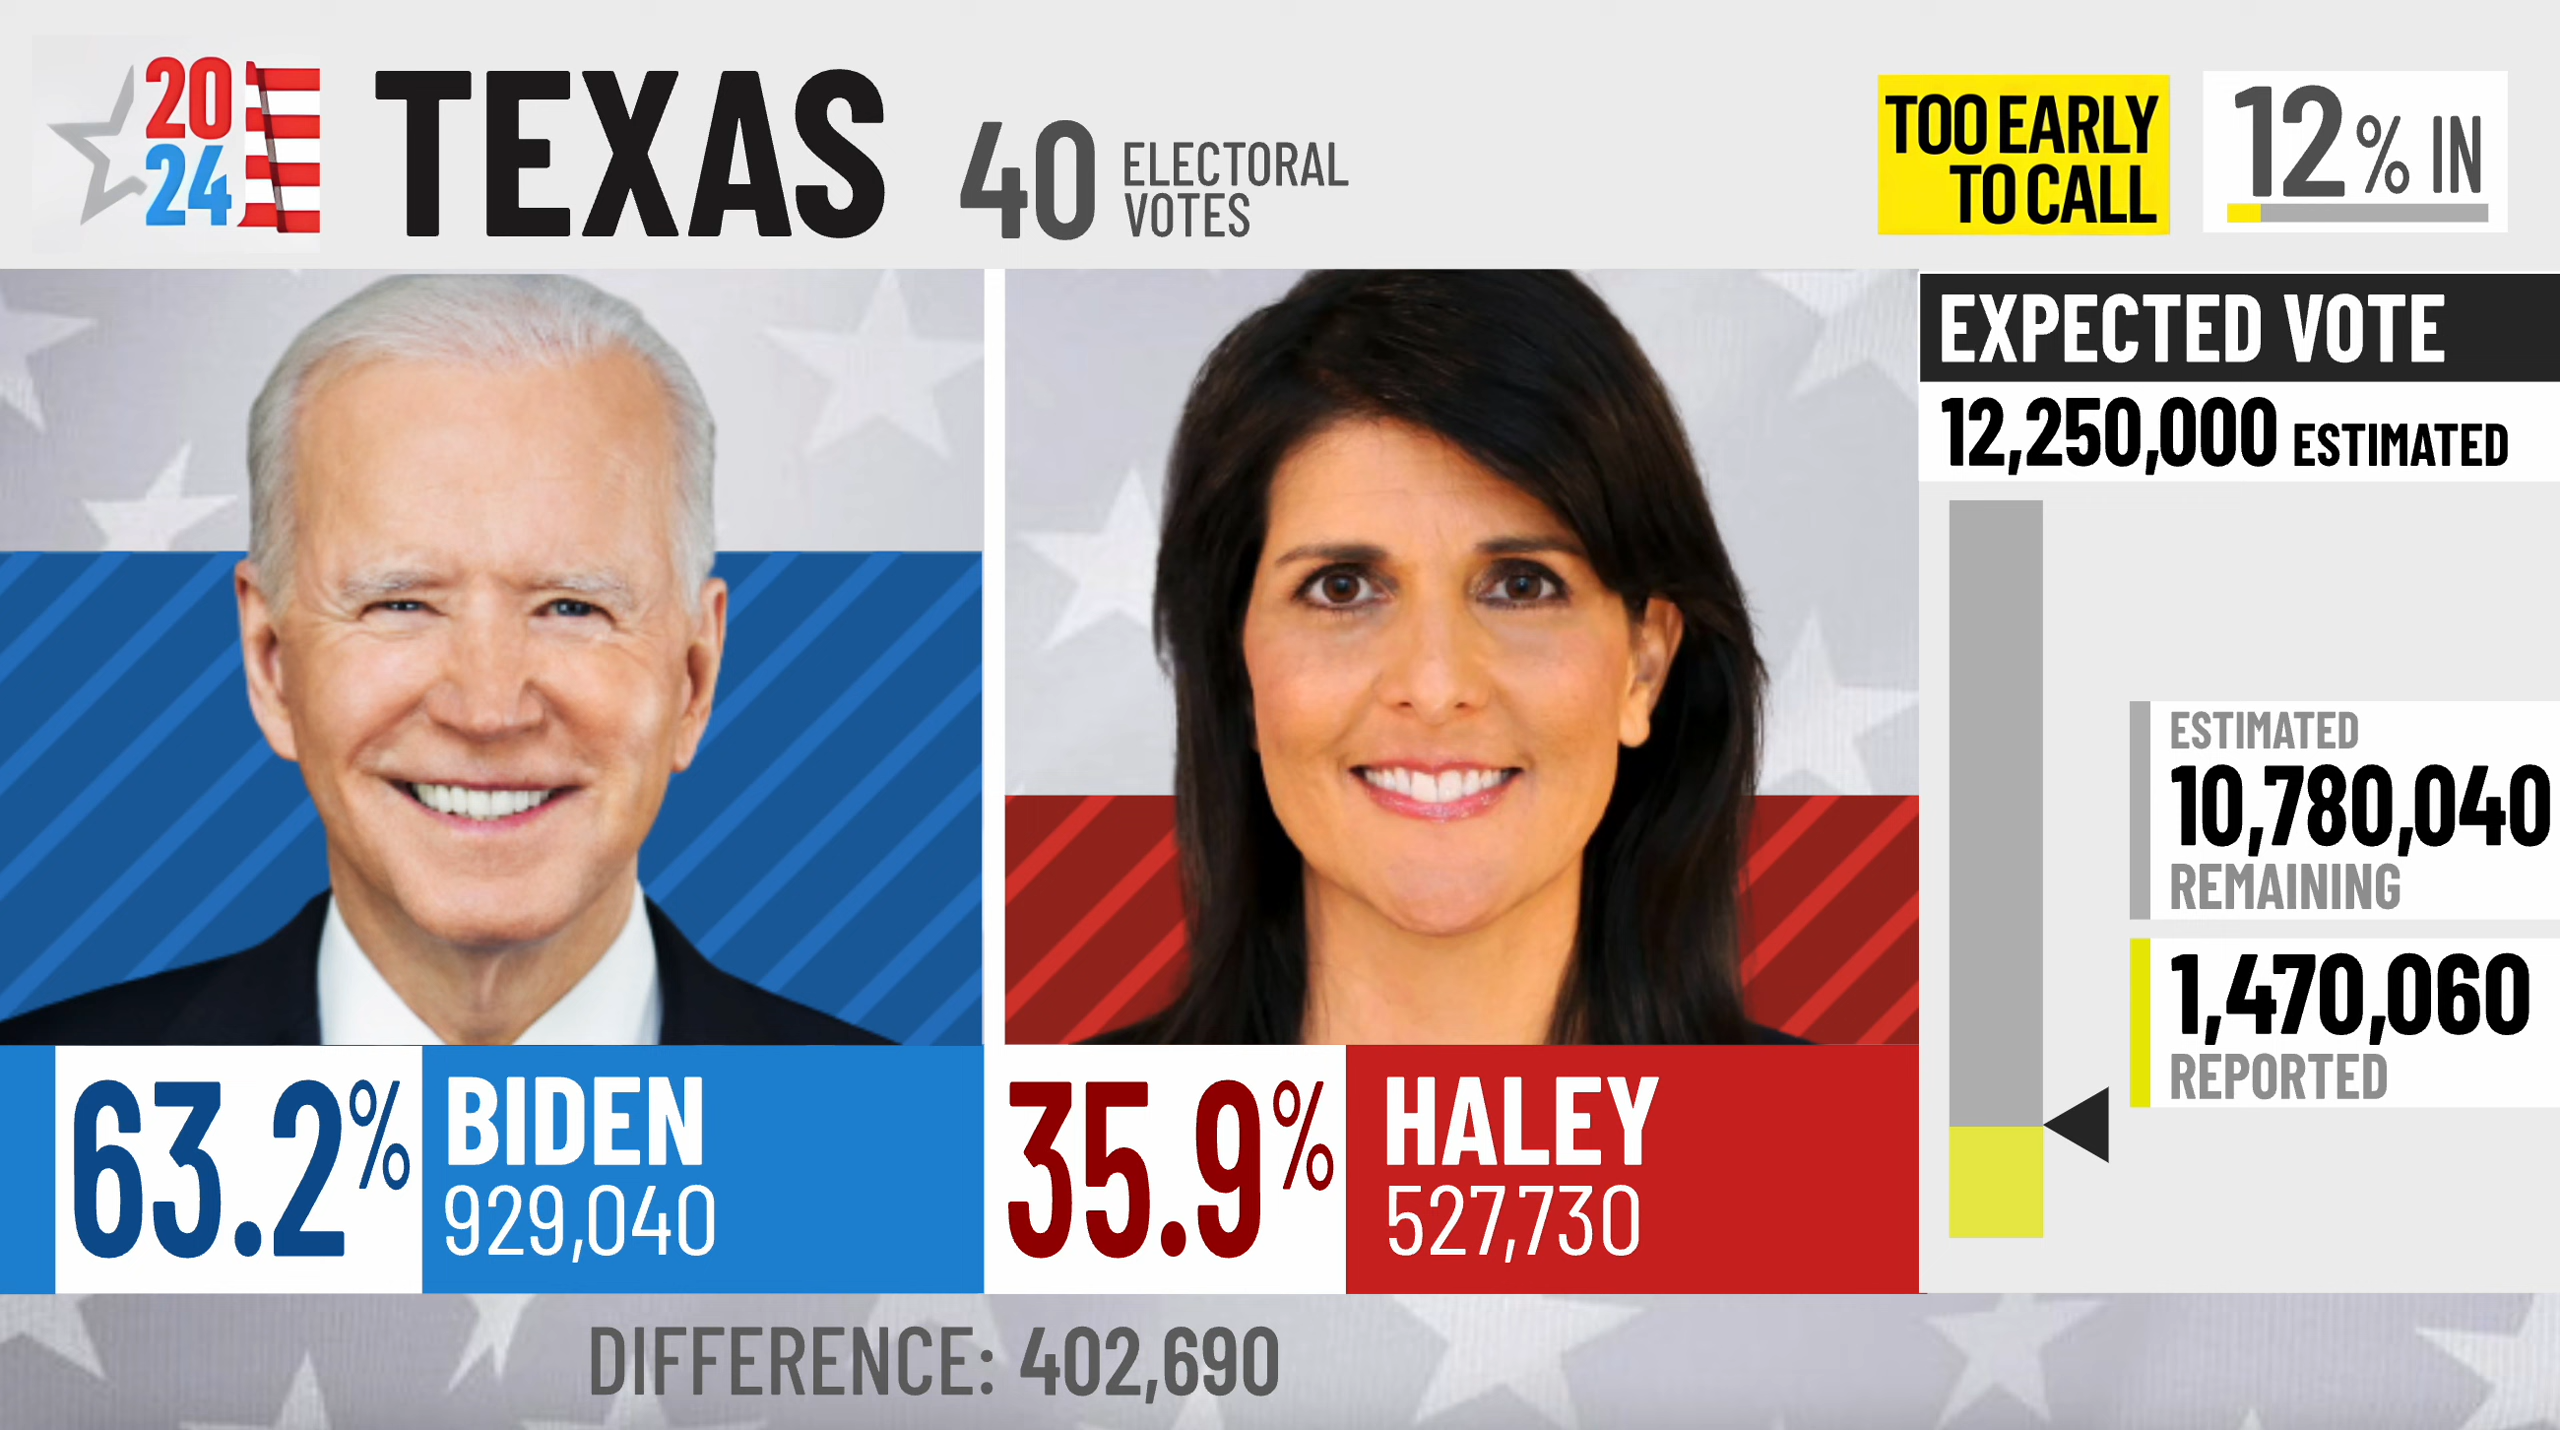 20
24
TEXAS
40
ELECTORAL
VOTES
TOO EARLY
TO CALL
12% IN
EXPECTED VOTE
12,250,000 ESTIMATED
ESTIMATED
10,780,040
REMAINING
1,470,060
REPORTED
63.2%
BIDEN
929,040
35.9%
HALEY
527,730
DIFFERENCE: 402,690